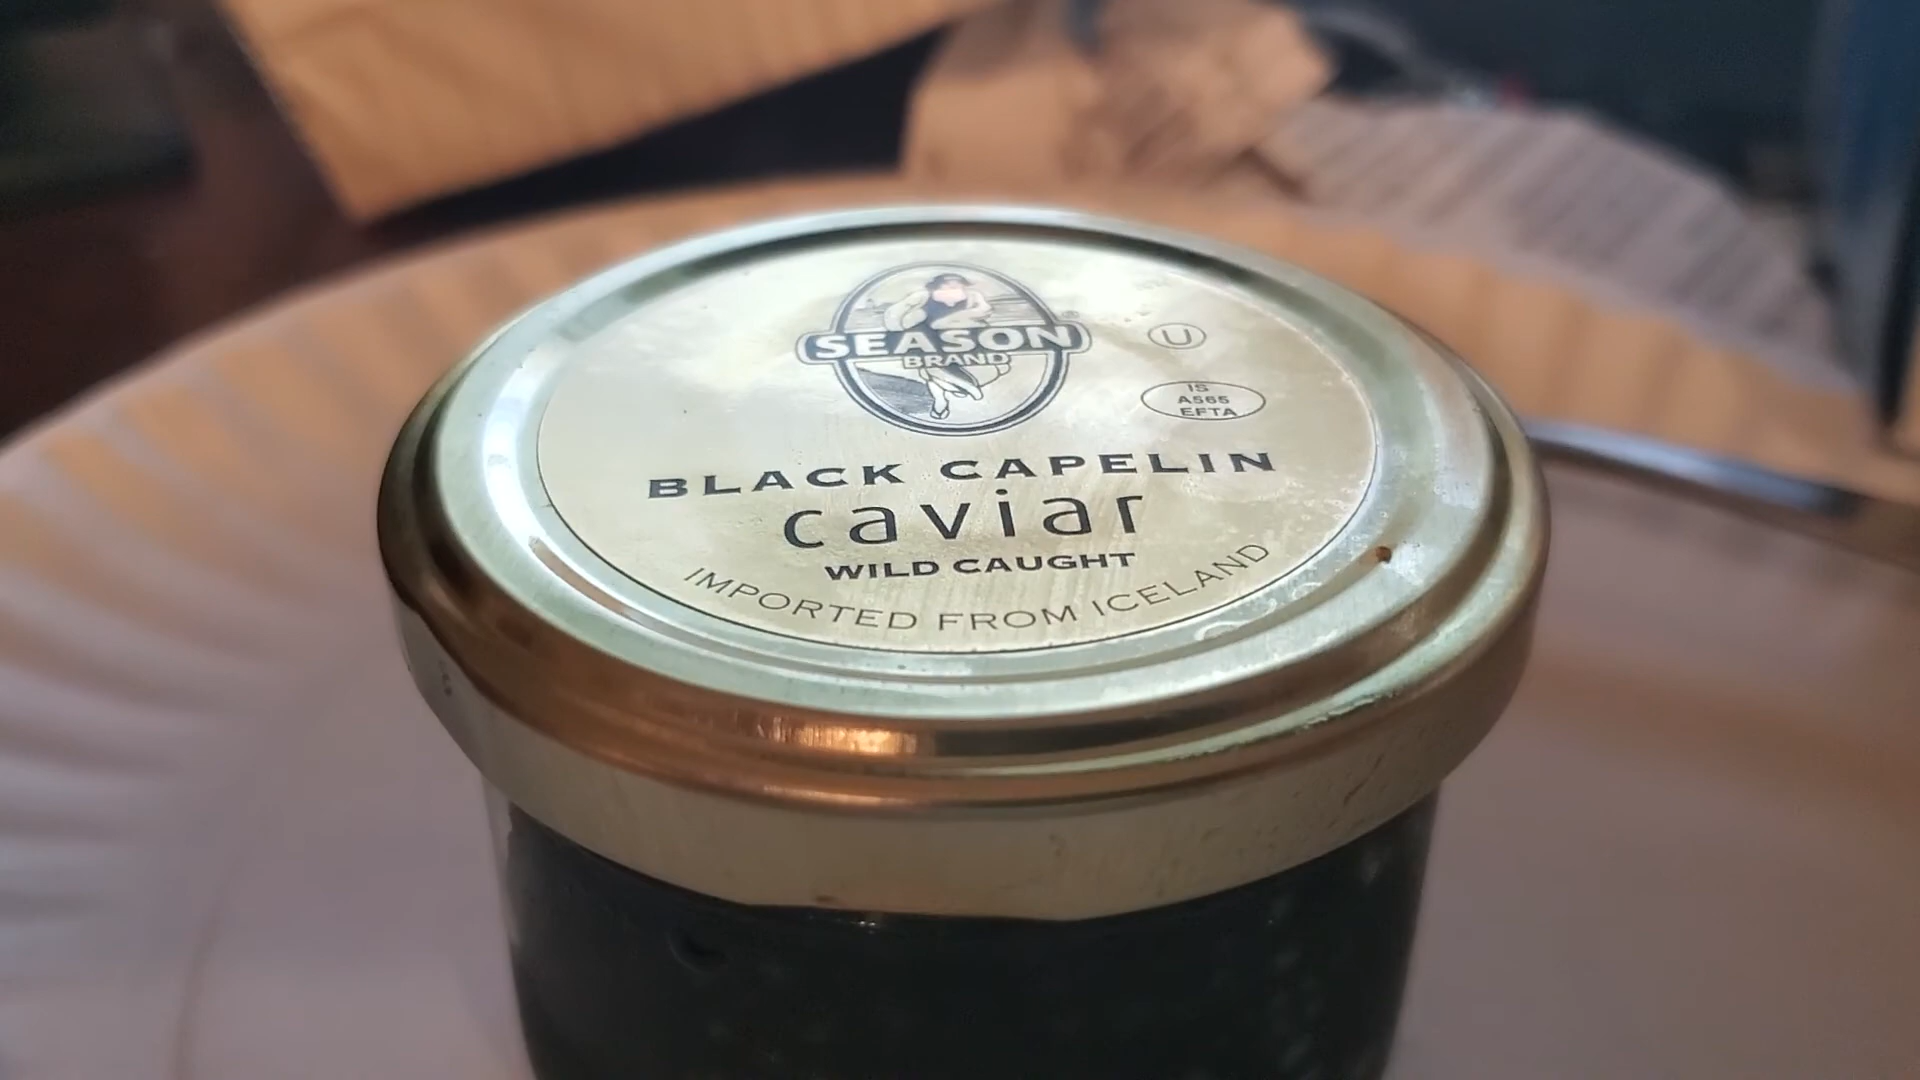 SEASON
BRAND
®
U
IS
A565
EFTA
BLACK CAPELIN
caviar
WILD CAUGHT
IMPORTED FROM ICELAND